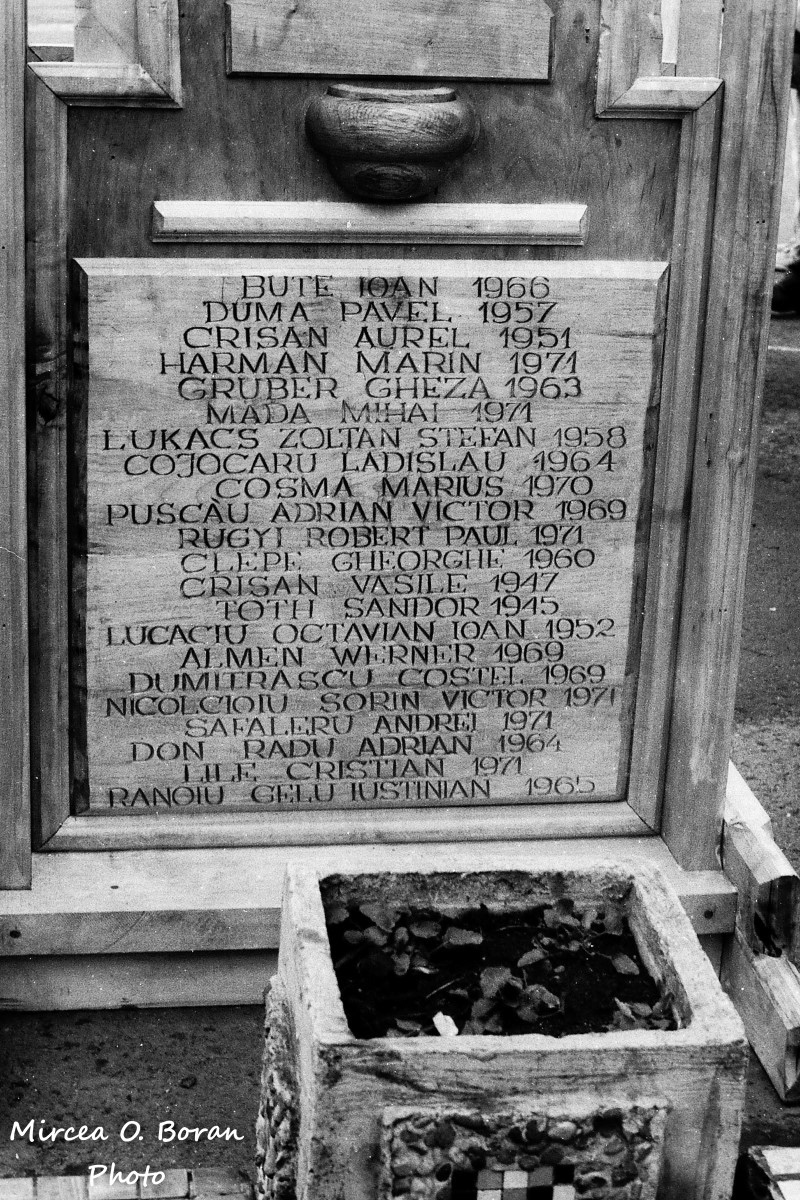 BUTE IOAN 1966
DUMA PAVEL 1957
CRISAN AUREL 1951
HARMAN MARIN 1971
GRUBER GHEZA 1963
MADA MIHAI 1971
LUKACS ZOLTAN STEFAN 1958
COJOCARU LADISLAU 1964
COSMA MARIUS 1970
PUSCĂU ADRIAN VICTOR 1969
RUGYI ROBERT PAUL 1971
CLEPE GHEORGHE 1960
CRISAN VASILE 1947
TOTH SANDOR 1945
LUCACIU OCTAVIAN IOAN 1952
ALMEN WERNER 1969
DUMITRASCU COSTEL 1969
NICOLCIOIU SORIN VICTOR 1971
SAFALERU ANDREI 1971
DON RADU ADRIAN 1964
LILE CRISTIAN 1971
RANOIU GELU IUSTINIAN 1965
Mircea O. Boran
Photo